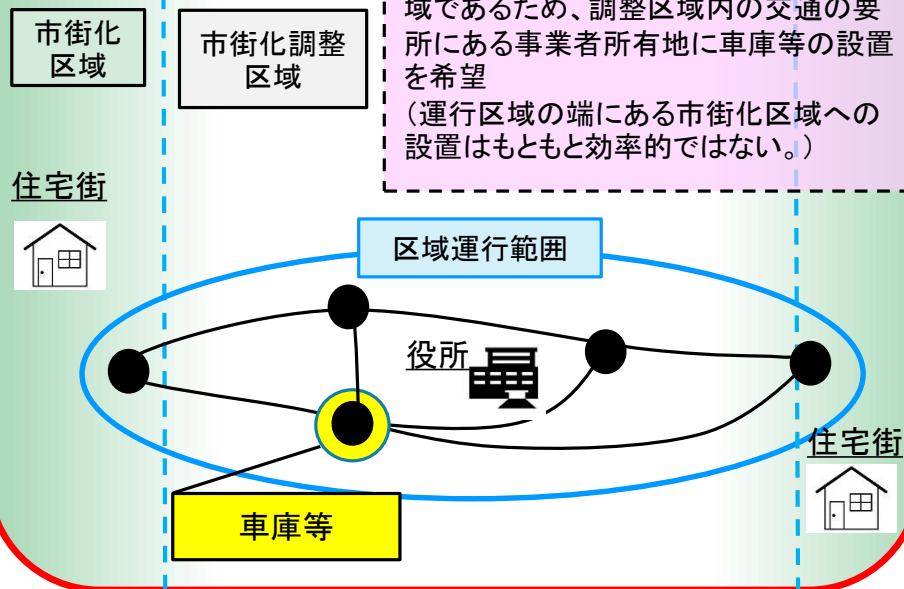 市街化
区域
市街化調整
区域
域であるため、調整区域内の交通の要
所にある事業者所有地に車庫等の設置
を希望
（運行区域の端にある市街化区域への
設置はもともと効率的ではない。）
住宅街
区域運行範囲
役所
住宅街
車庫等